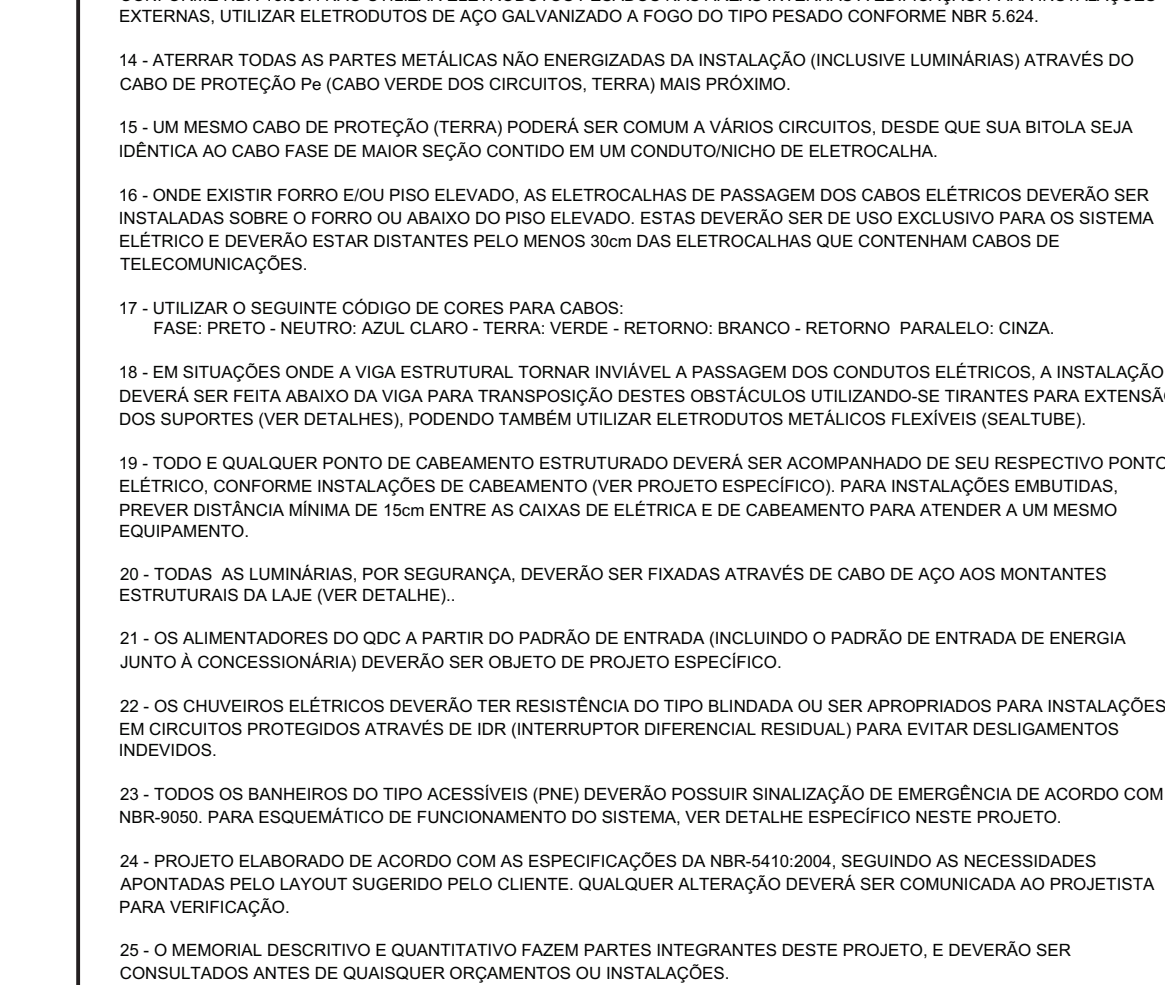 EXTERNAS, UTILIZAR ELETRODUTOS DE AÇO GALVANIZADO A FOGO DO TIPO PESADO CONFORME NBR 5.624.
14 - ATERRAR TODAS AS PARTES METÁLICAS NÃO ENERGIZADAS DA INSTALAÇÃO (INCLUSIVE LUMINÁRIAS) ATRAVÉS DO
CABO DE PROTEÇÃO Pe (CABO VERDE DOS CIRCUITOS, TERRA) MAIS PRÓXIMO.
15 - UM MESMO CABO DE PROTEÇÃO (TERRA) PODERÁ SER COMUM A VÁRIOS CIRCUITOS, DESDE QUE SUA BITOLA SEJA
IDÊNTICA AO CABO FASE DE MAIOR SEÇÃO CONTIDO EM UM CONDUTO/NICHO DE ELETROCALHA.
16 - ONDE EXISTIR FORRO E/OU PISO ELEVADO, AS ELETROCALHAS DE PASSAGEM DOS CABOS ELÉTRICOS DEVERÃO SER
INSTALADAS SOBRE O FORRO OU ABAIXO DO PISO ELEVADO. ESTAS DEVERÃO SER DE USO EXCLUSIVO PARA OS SISTEMA
ELÉTRICO E DEVERÃO ESTAR DISTANTES PELO MENOS 30cm DAS ELETROCALHAS QUE CONTENHAM CABOS DE
TELECOMUNICAÇÕES.
17 - UTILIZAR O SEGUINTE CÓDIGO DE CORES PARA CABOS:
FASE: PRETO - NEUTRO: AZUL CLARO - TERRA: VERDE - RETORNO: BRANCO - RETORNO PARALELO: CINZA.
18 - EM SITUAÇÕES ONDE A VIGA ESTRUTURAL TORNAR INVIÁVEL A PASSAGEM DOS CONDUTOS ELÉTRICOS, A INSTALAÇÃO
DEVERÁ SER FEITA ABAIXO DA VIGA PARA TRANSPOSIÇÃO DESTES OBSTÁCULOS UTILIZANDO-SE TIRANTES PARA EXTENSÃO
DOS SUPORTES (VER DETALHES), PODENDO TAMBÉM UTILIZAR ELETRODUTOS METÁLICOS FLEXÍVEIS (SEALTUBE).
19 - TODO E QUALQUER PONTO DE CABEAMENTO ESTRUTURADO DEVERÁ SER ACOMPANHADO DE SEU RESPECTIVO PONTO
ELÉTRICO, CONFORME INSTALAÇÕES DE CABEAMENTO (VER PROJETO ESPECÍFICO). PARA INSTALAÇÕES EMBUTIDAS,
PREVER DISTÂNCIA MÍNIMA DE 15cm ENTRE AS CAIXAS DE ELÉTRICA E DE CABEAMENTO PARA ATENDER A UM MESMO
EQUIPAMENTO.
20 - TODAS AS LUMINÁRIAS, POR SEGURANÇA, DEVERÃO SER FIXADAS ATRAVÉS DE CABO DE AÇO AOS MONTANTES
ESTRUTURAIS DA LAJE (VER DETALHE)..
21 - OS ALIMENTADORES DO QDC A PARTIR DO PADRÃO DE ENTRADA (INCLUINDO O PADRÃO DE ENTRADA DE ENERGIA
JUNTO À CONCESSIONÁRIA) DEVERÃO SER OBJETO DE PROJETO ESPECÍFICO.
22 - OS CHUVEIROS ELÉTRICOS DEVERÃO TER RESISTÊNCIA DO TIPO BLINDADA OU SER APROPRIADOS PARA INSTALAÇÕES
EM CIRCUITOS PROTEGIDOS ATRAVÉS DE IDR (INTERRUPTOR DIFERENCIAL RESIDUAL) PARA EVITAR DESLIGAMENTOS
INDEVIDOS.
23 - TODOS OS BANHEIROS DO TIPO ACESSÍVEIS (PNE) DEVERÃO POSSUIR SINALIZAÇÃO DE EMERGÊNCIA DE ACORDO COM
NBR-9050. PARA ESQUEMÁTICO DE FUNCIONAMENTO DO SISTEMA, VER DETALHE ESPECÍFICO NESTE PROJETO.
24 - PROJETO ELABORADO DE ACORDO COM AS ESPECIFICAÇÕES DA NBR-5410:2004, SEGUINDO AS NECESSIDADES
APONTADAS PELO LAYOUT SUGERIDO PELO CLIENTE. QUALQUER ALTERAÇÃO DEVERÁ SER COMUNICADA AO PROJETISTA
PARA VERIFICAÇÃO.
25 - O MEMORIAL DESCRITIVO E QUANTITATIVO FAZEM PARTES INTEGRANTES DESTE PROJETO, E DEVERÃO SER
CONSULTADOS ANTES DE QUAISQUER ORÇAMENTOS OU INSTALAÇÕES.